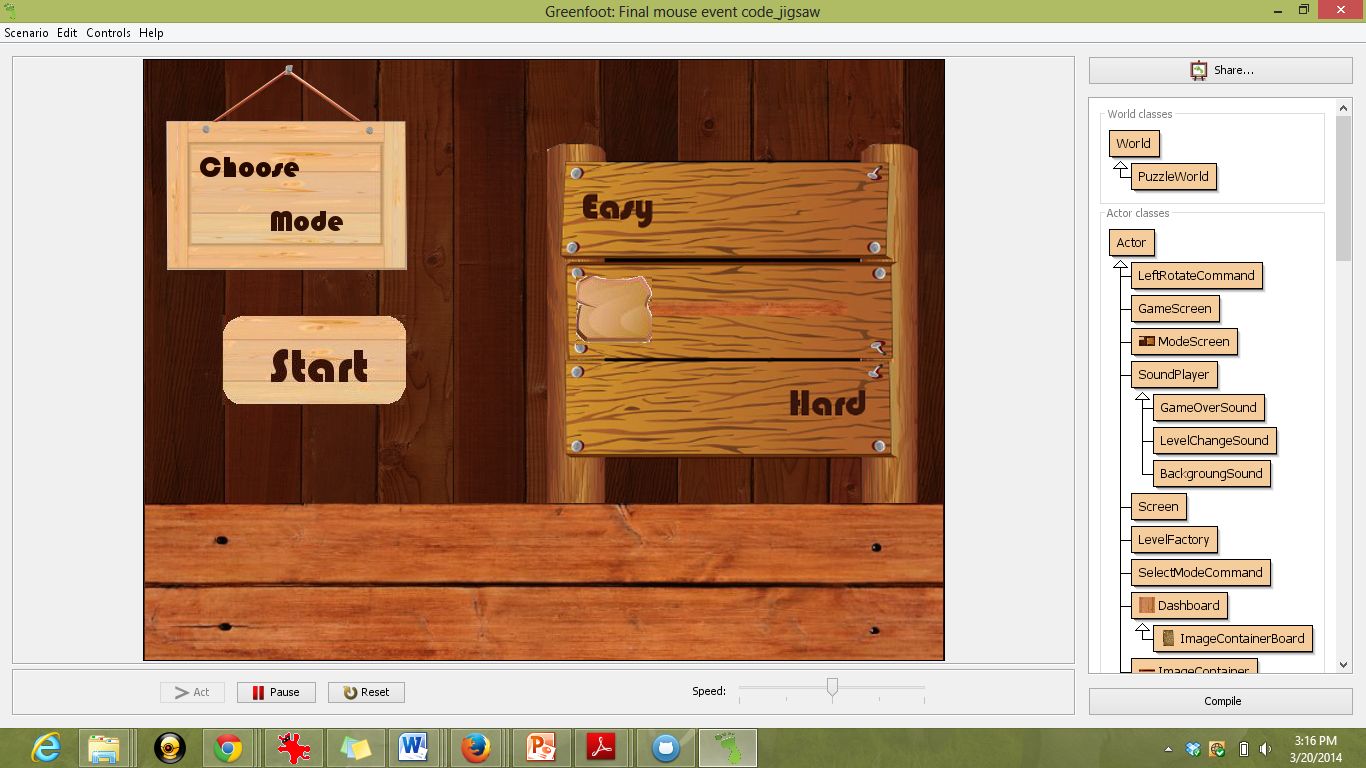 Greenfoot: Final mouse event code_jigsaw
Scenario Edit Controls Help
Choose
Mode
Start
Easy
Hard
Share...
World classes
World
PuzzleWorld
Actor classes
Actor
LeftRotateCommand
GameScreen
ModeScreen
SoundPlayer
GameOverSound
LevelChangeSound
BackgroungSound
Screen
LevelFactory
SelectModeCommand
Dashboard
ImageContainerBoard
ImageContainer
Act Pause Reset Speed:
Compile
3:16 PM
3/20/2014